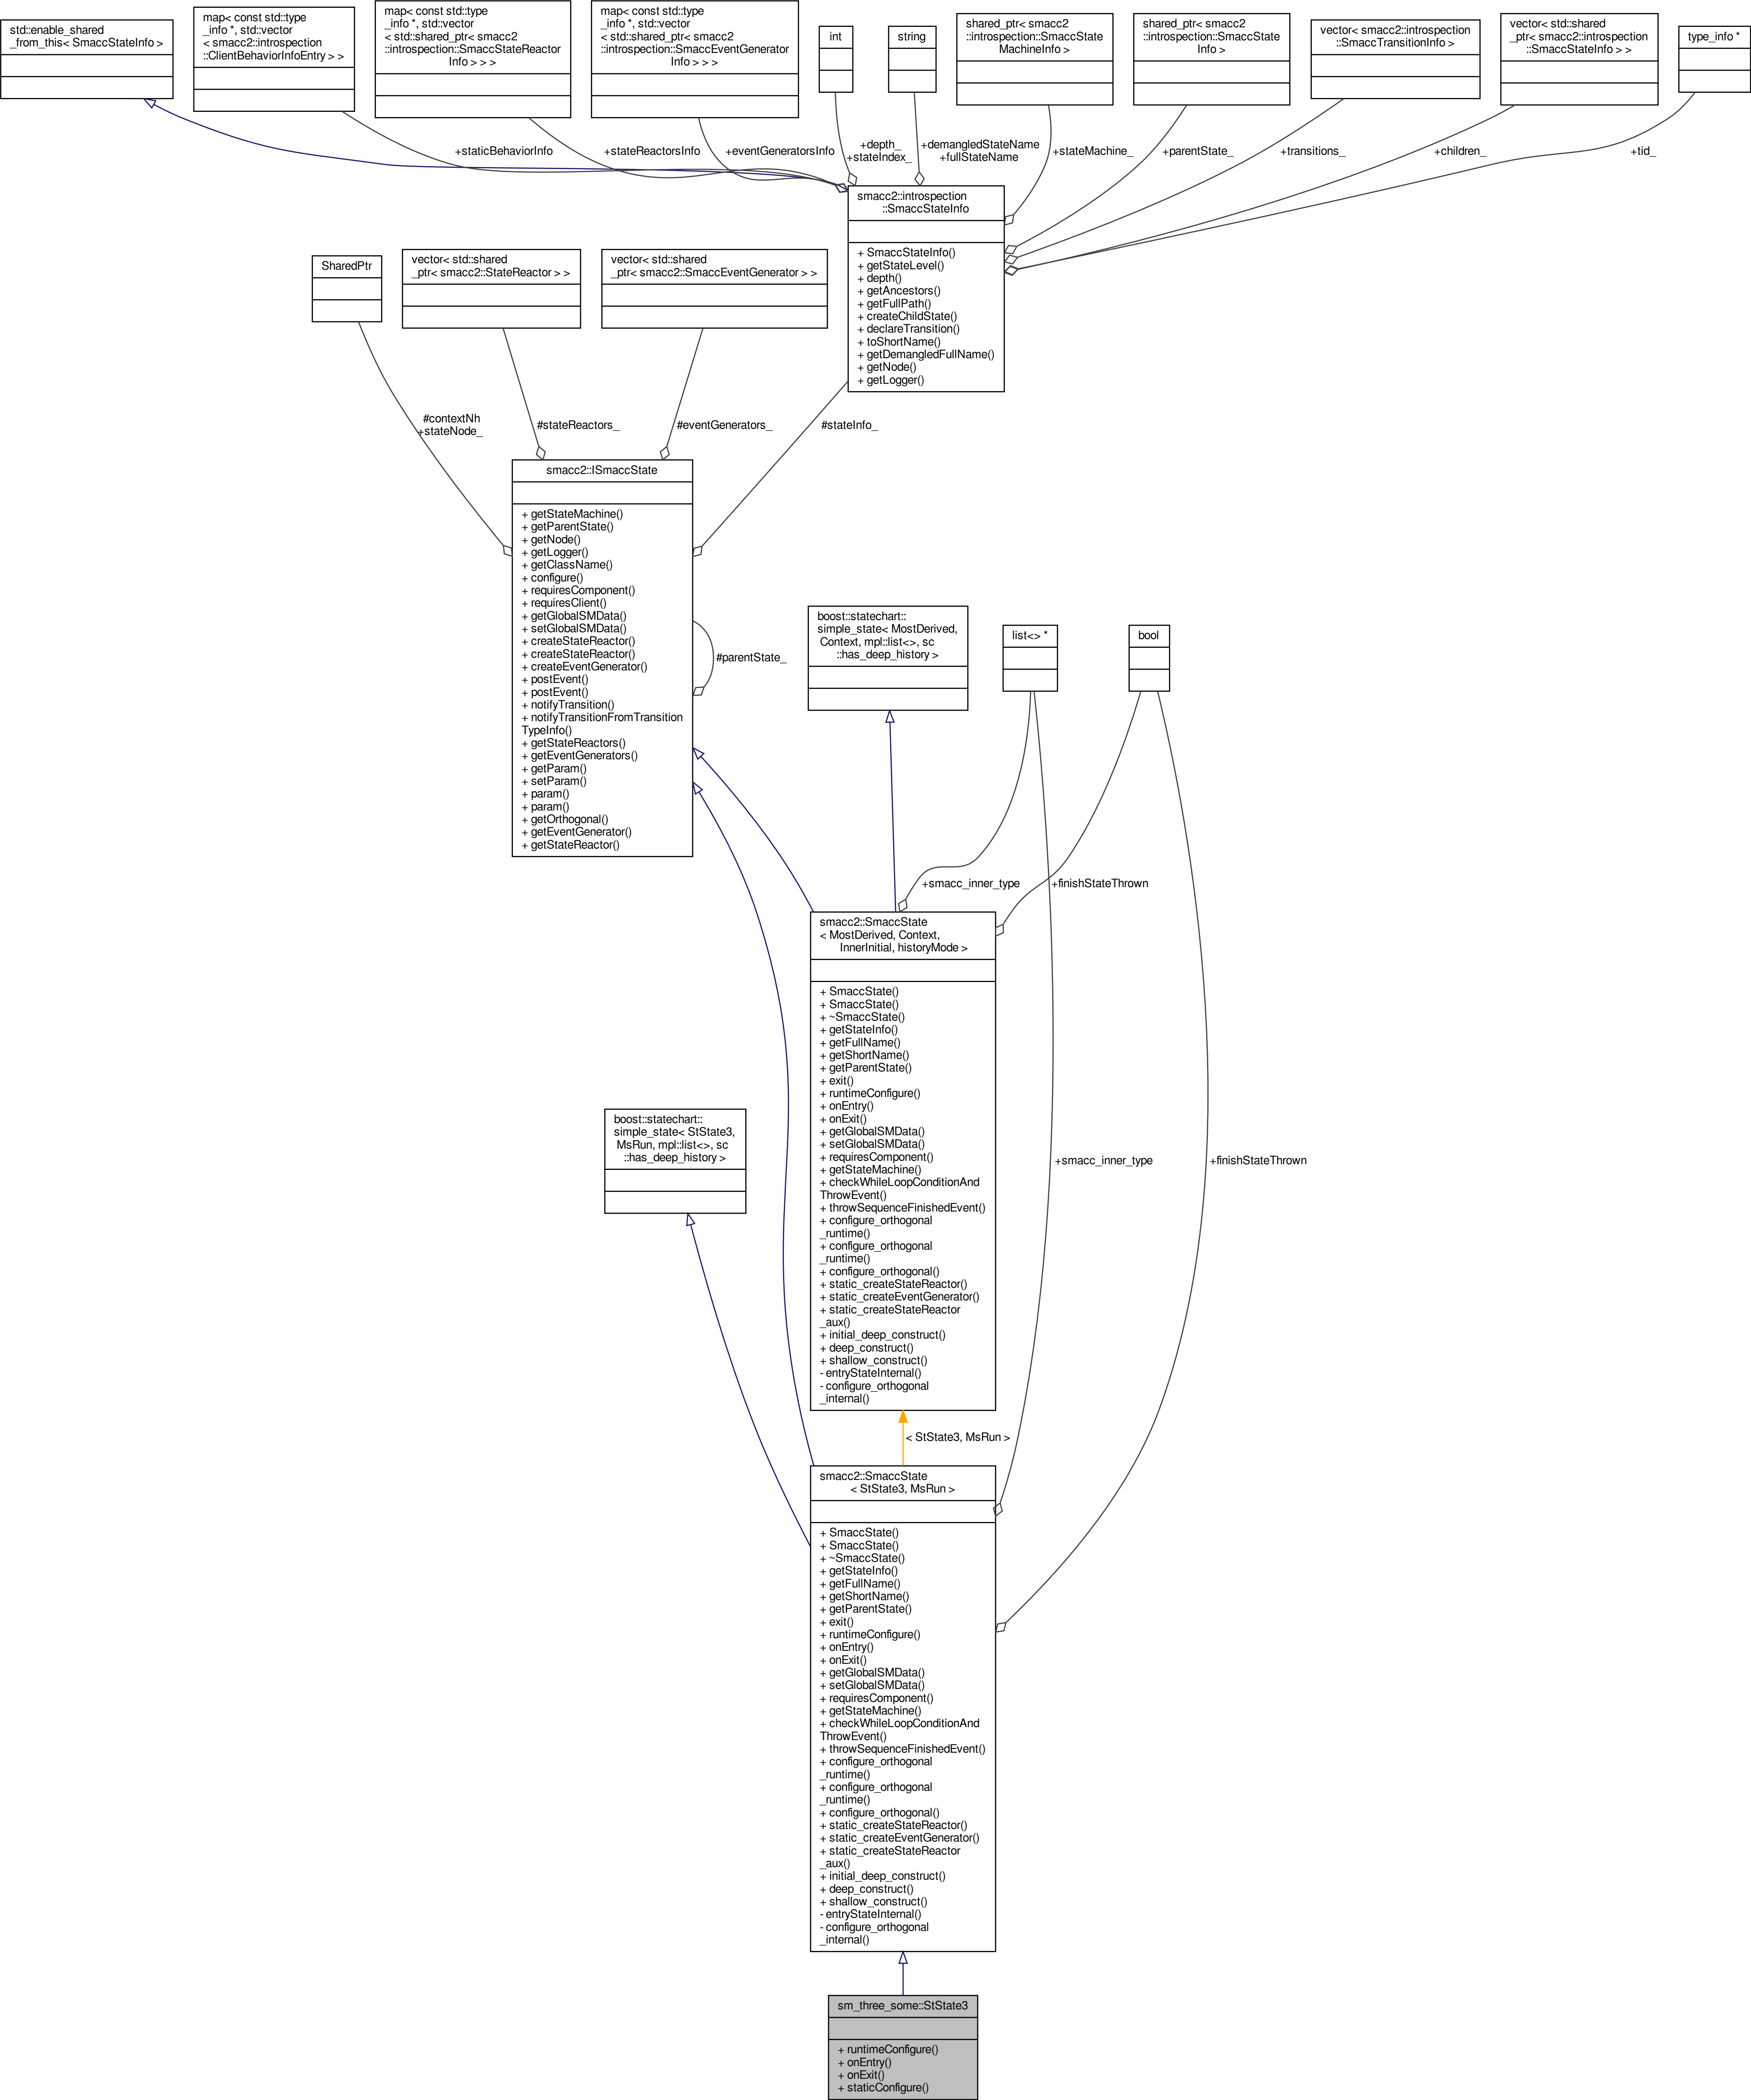 std::enable_shared
_from_this< SmaccStateInfo >
map< const std::type
_info *, std::vector
< smacc2::introspection
::ClientBehaviorInfoEntry > >
map< const std::type
_info *, std::vector
< std::shared_ptr< smacc2
::introspection::SmaccStateReactor
Info > > >
map< const std::type
_info *, std::vector
< std::shared_ptr< smacc2
::introspection::SmaccEventGenerator
Info > > >
int
string
shared_ptr< smacc2
::introspection::SmaccState
MachineInfo >
shared_ptr< smacc2
::introspection::SmaccState
Info >
vector< smacc2::introspection
::SmaccTransitionInfo >
vector< std::shared
_ptr< smacc2::introspection
::SmaccStateInfo > >
type_info *
+staticBehaviorInfo
+stateReactorsInfo
+eventGeneratorsInfo
+depth_
+stateIndex_
+demangledStateName
+fullStateName
+stateMachine_
+parentState_
+transitions_
+children_
+tid_
smacc2::introspection
::SmaccStateInfo
+ SmaccStateInfo()
+ getStateLevel()
+ depth()
+ getAncestors()
+ getFullPath()
+ createChildState()
+ declareTransition()
+ toShortName()
+ getDemangledFullName()
+ getNode()
+ getLogger()
SharedPtr
vector< std::shared
_ptr< smacc2::StateReactor > >
vector< std::shared
_ptr< smacc2::SmaccEventGenerator > >
#contextNh
+stateNode_
#stateReactors_
#eventGenerators_
#stateInfo_
smacc2::ISmaccState
+ getStateMachine()
+ getParentState()
+ getNode()
+ getLogger()
+ getClassName()
+ configure()
+ requiresComponent()
+ requiresClient()
+ getGlobalSMData()
+ setGlobalSMData()
+ createStateReactor()
+ createStateReactor()
+ createEventGenerator()
+ postEvent()
+ postEvent()
+ notifyTransition()
+ notifyTransitionFromTransition
TypeInfo()
+ getStateReactors()
+ getEventGenerators()
+ getParam()
+ setParam()
+ param()
+ param()
+ getOrthogonal()
+ getEventGenerator()
+ getStateReactor()
#parentState_
boost::statechart::
simple_state< MostDerived,
Context, mpl::list<>, sc
::has_deep_history >
list<> *
bool
+smacc_inner_type
+finishStateThrown
smacc2::SmaccState
< MostDerived, Context,
InnerInitial, historyMode >
+ SmaccState()
+ SmaccState()
+ ~SmaccState()
+ getStateInfo()
+ getFullName()
+ getShortName()
+ getParentState()
+ exit()
+ runtimeConfigure()
+ onEntry()
+ onExit()
+ getGlobalSMData()
+ setGlobalSMData()
+ requiresComponent()
+ getStateMachine()
+ checkWhileLoopConditionAnd
ThrowEvent()
+ throwSequenceFinishedEvent()
+ configure_orthogonal
_runtime()
+ configure_orthogonal
_runtime()
+ configure_orthogonal()
+ static_createStateReactor()
+ static_createEventGenerator()
+ static_createStateReactor
_aux()
+ initial_deep_construct()
+ deep_construct()
+ shallow_construct()
- entryStateInternal()
- configure_orthogonal
_internal()
boost::statechart::
simple_state< StState3,
MsRun, mpl::list<>, sc
::has_deep_history >
+smacc_inner_type
+finishStateThrown
< StState3, MsRun >
smacc2::SmaccState
< StState3, MsRun >
+ SmaccState()
+ SmaccState()
+ ~SmaccState()
+ getStateInfo()
+ getFullName()
+ getShortName()
+ getParentState()
+ exit()
+ runtimeConfigure()
+ onEntry()
+ onExit()
+ getGlobalSMData()
+ setGlobalSMData()
+ requiresComponent()
+ getStateMachine()
+ checkWhileLoopConditionAnd
ThrowEvent()
+ throwSequenceFinishedEvent()
+ configure_orthogonal
_runtime()
+ configure_orthogonal
_runtime()
+ configure_orthogonal()
+ static_createStateReactor()
+ static_createEventGenerator()
+ static_createStateReactor
_aux()
+ initial_deep_construct()
+ deep_construct()
+ shallow_construct()
- entryStateInternal()
- configure_orthogonal
_internal()
sm_three_some::StState3
+ runtimeConfigure()
+ onEntry()
+ onExit()
+ staticConfigure()